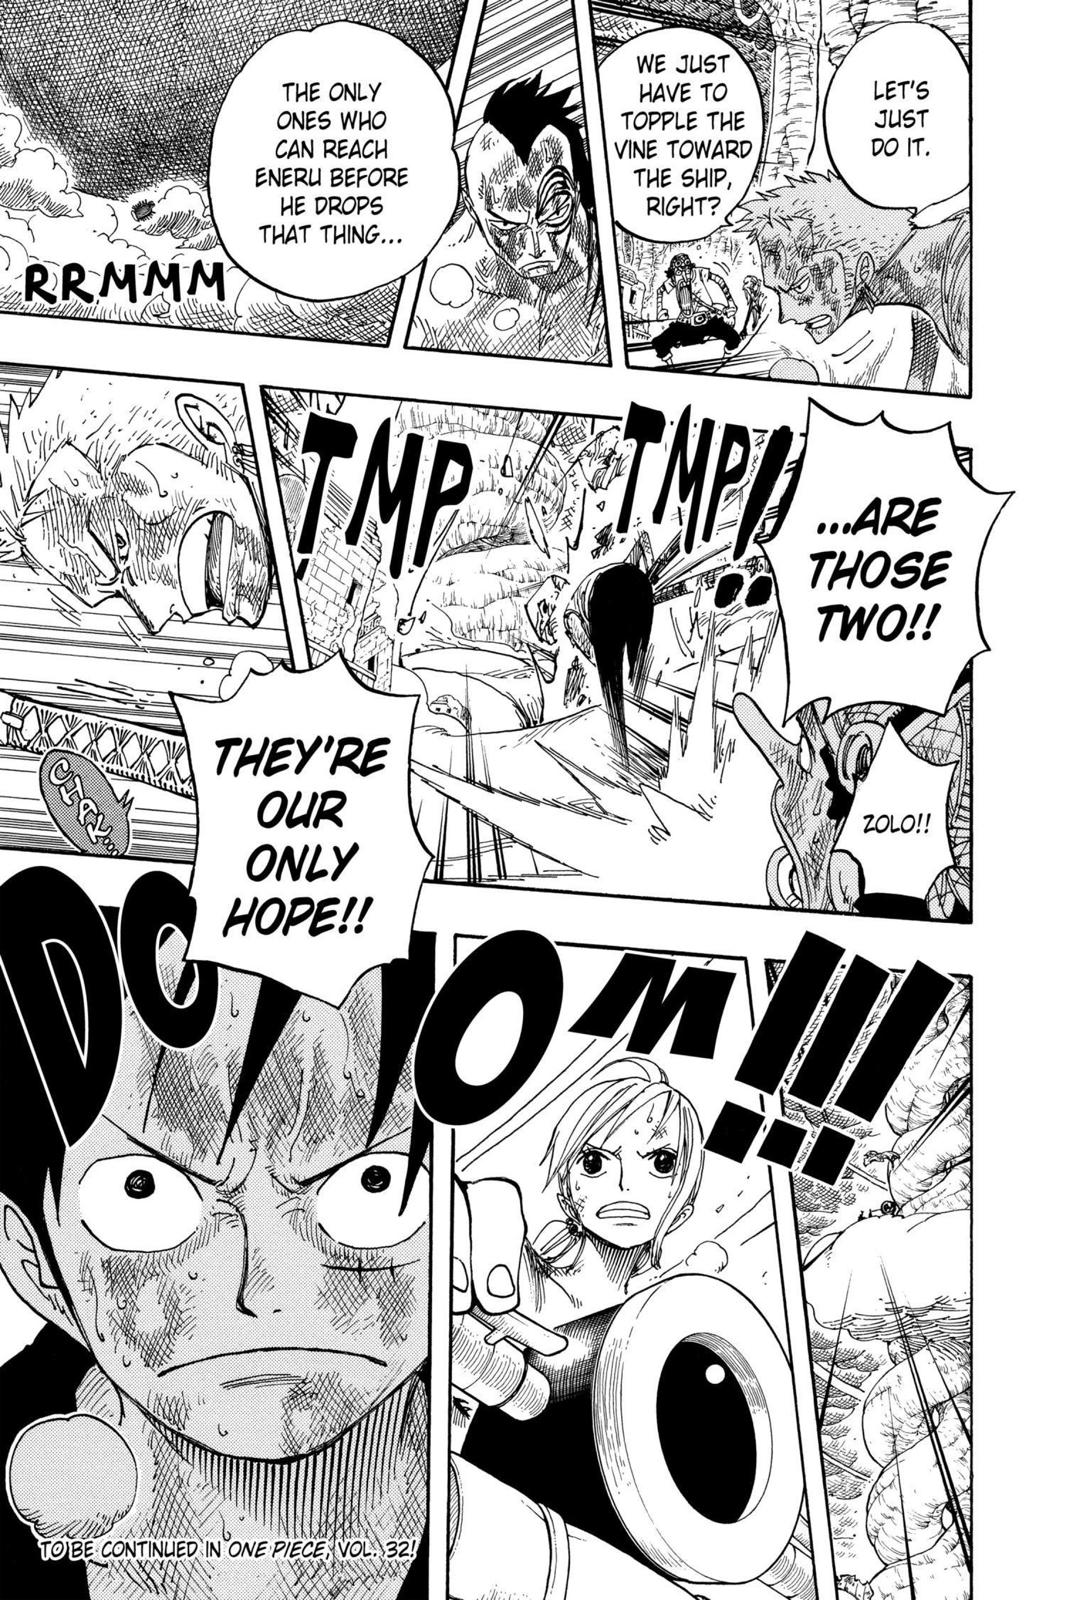 LET'S
JUST
DO IT.
WE JUST
HAVE TO
TOPPLE THE
VINE TOWARD
THE SHIP,
RIGHT?
THE ONLY
ONES WHO
CAN REACH
ENERU BEFORE
HE DROPS
THAT THING...
RRMMM
...ARE
THOSE
TWO!!
ZOLO!!
TMP!!
TMP
CHAK!!!
THEY'RE
OUR
ONLY
HOPE!!
DOOOM!!!
TO BE CONTINUED IN ONE PIECE, VOL. 32!